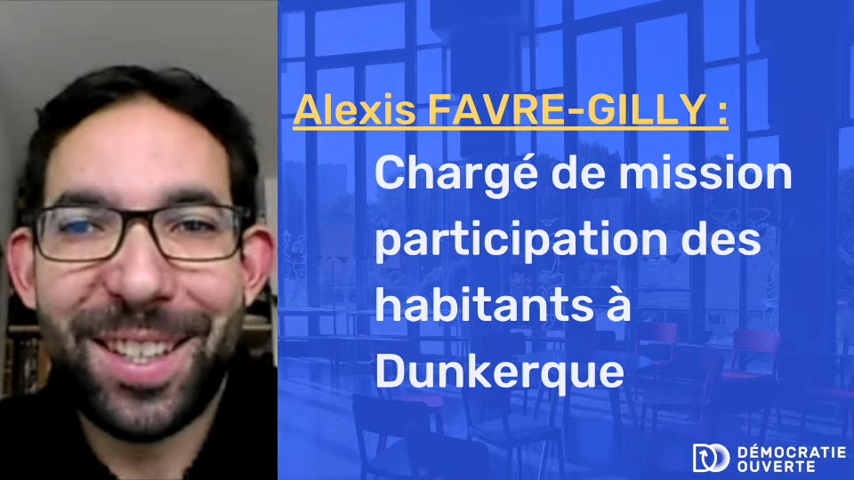 Alexis FAVRE-GILLY :
Chargé de mission
participation des
habitants à
Dunkerque
DÉMOCRATIE
OUVERTE